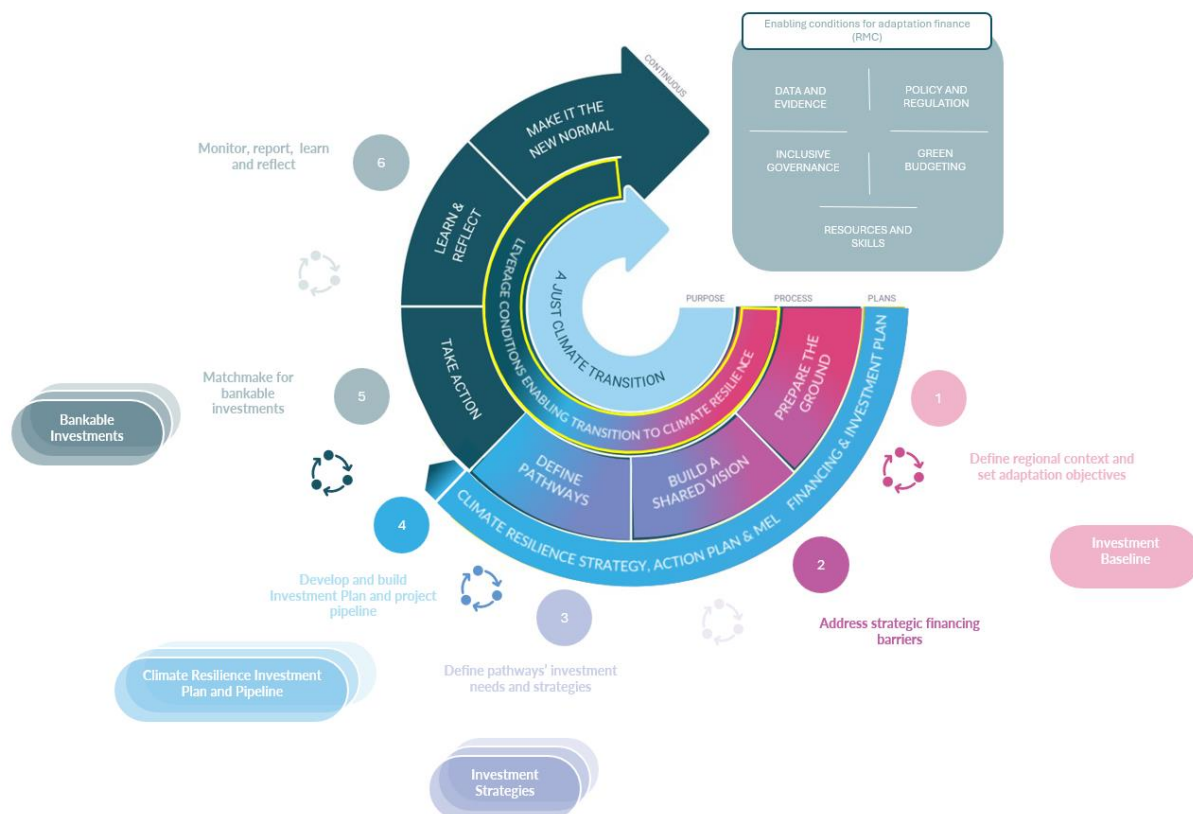 Enabling conditions for adaptation finance
(RMC)
DATA AND
EVIDENCE
POLICY AND
REGULATION
INCLUSIVE
GOVERNANCE
GREEN
BUDGETING
RESOURCES AND
SKILLS
CONTINUOUS
MAKE IT THE
NEW NORMAL
LEARN &
REFLECT
TAKE ACTION
DEFINE
PATHWAYS
BUILD A
SHARED VISION
PREPARE THE
GROUND
LEVERAGE CONDITIONS ENABLING TRANSITION TO CLIMATE RESILIENCE
A JUST CLIMATE TRANSITION
PURPOSE
PROCESS
PLANS
CLIMATE RESILIENCE STRATEGY, ACTION PLAN & MEL
FINANCING & INVESTMENT PLAN
1
Define regional context and
set adaptation objectives
Investment
Baseline
2
Address strategic financing
barriers
3
Define pathways' investment
needs and strategies
Investment
Strategies
4
Develop and build
Investment Plan and project
pipeline
Climate Resilience Investment
Plan and Pipeline
5
Matchmake for
bankable
investments
Bankable
Investments
6
Monitor, report, learn
and reflect